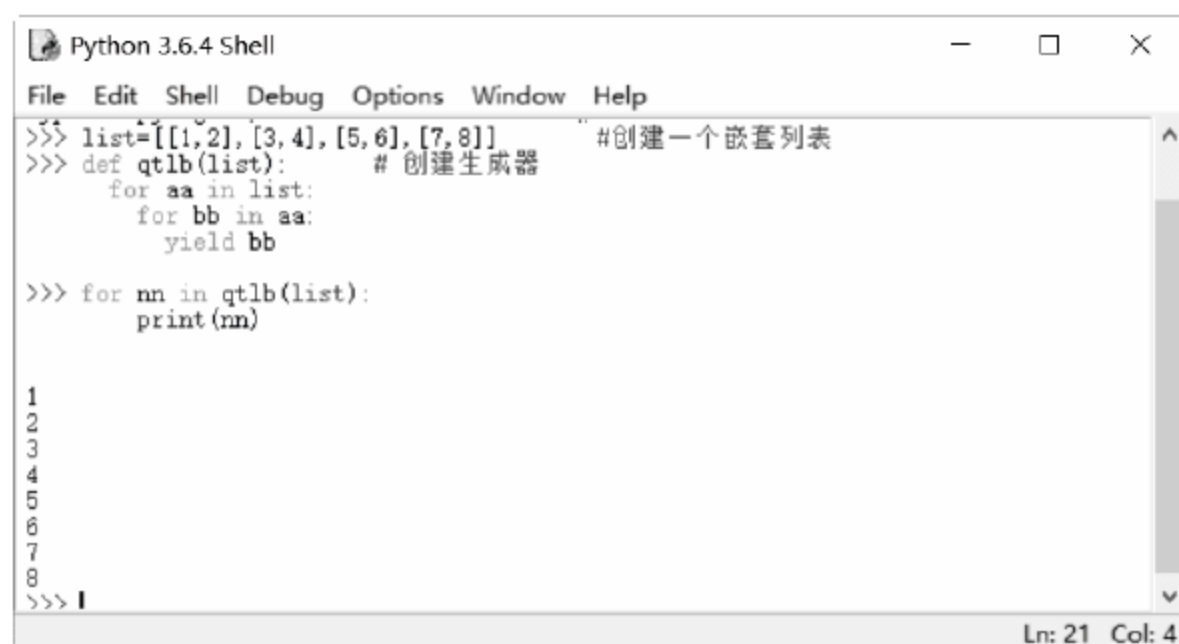 Python 3.6.4 Shell
File Edit Shell Debug Options Window Help
>>> list=[[1,2],[3,4],[5,6],[7,8]] #创建一个嵌套列表
>>> def qtlb(list): # 创建生成器
for aa in list:
for bb in aa:
yield bb
>>> for nn in qtlb(list):
print(nn)
1
2
3
4
5
6
7
8
>>>
Ln: 21 Col: 4